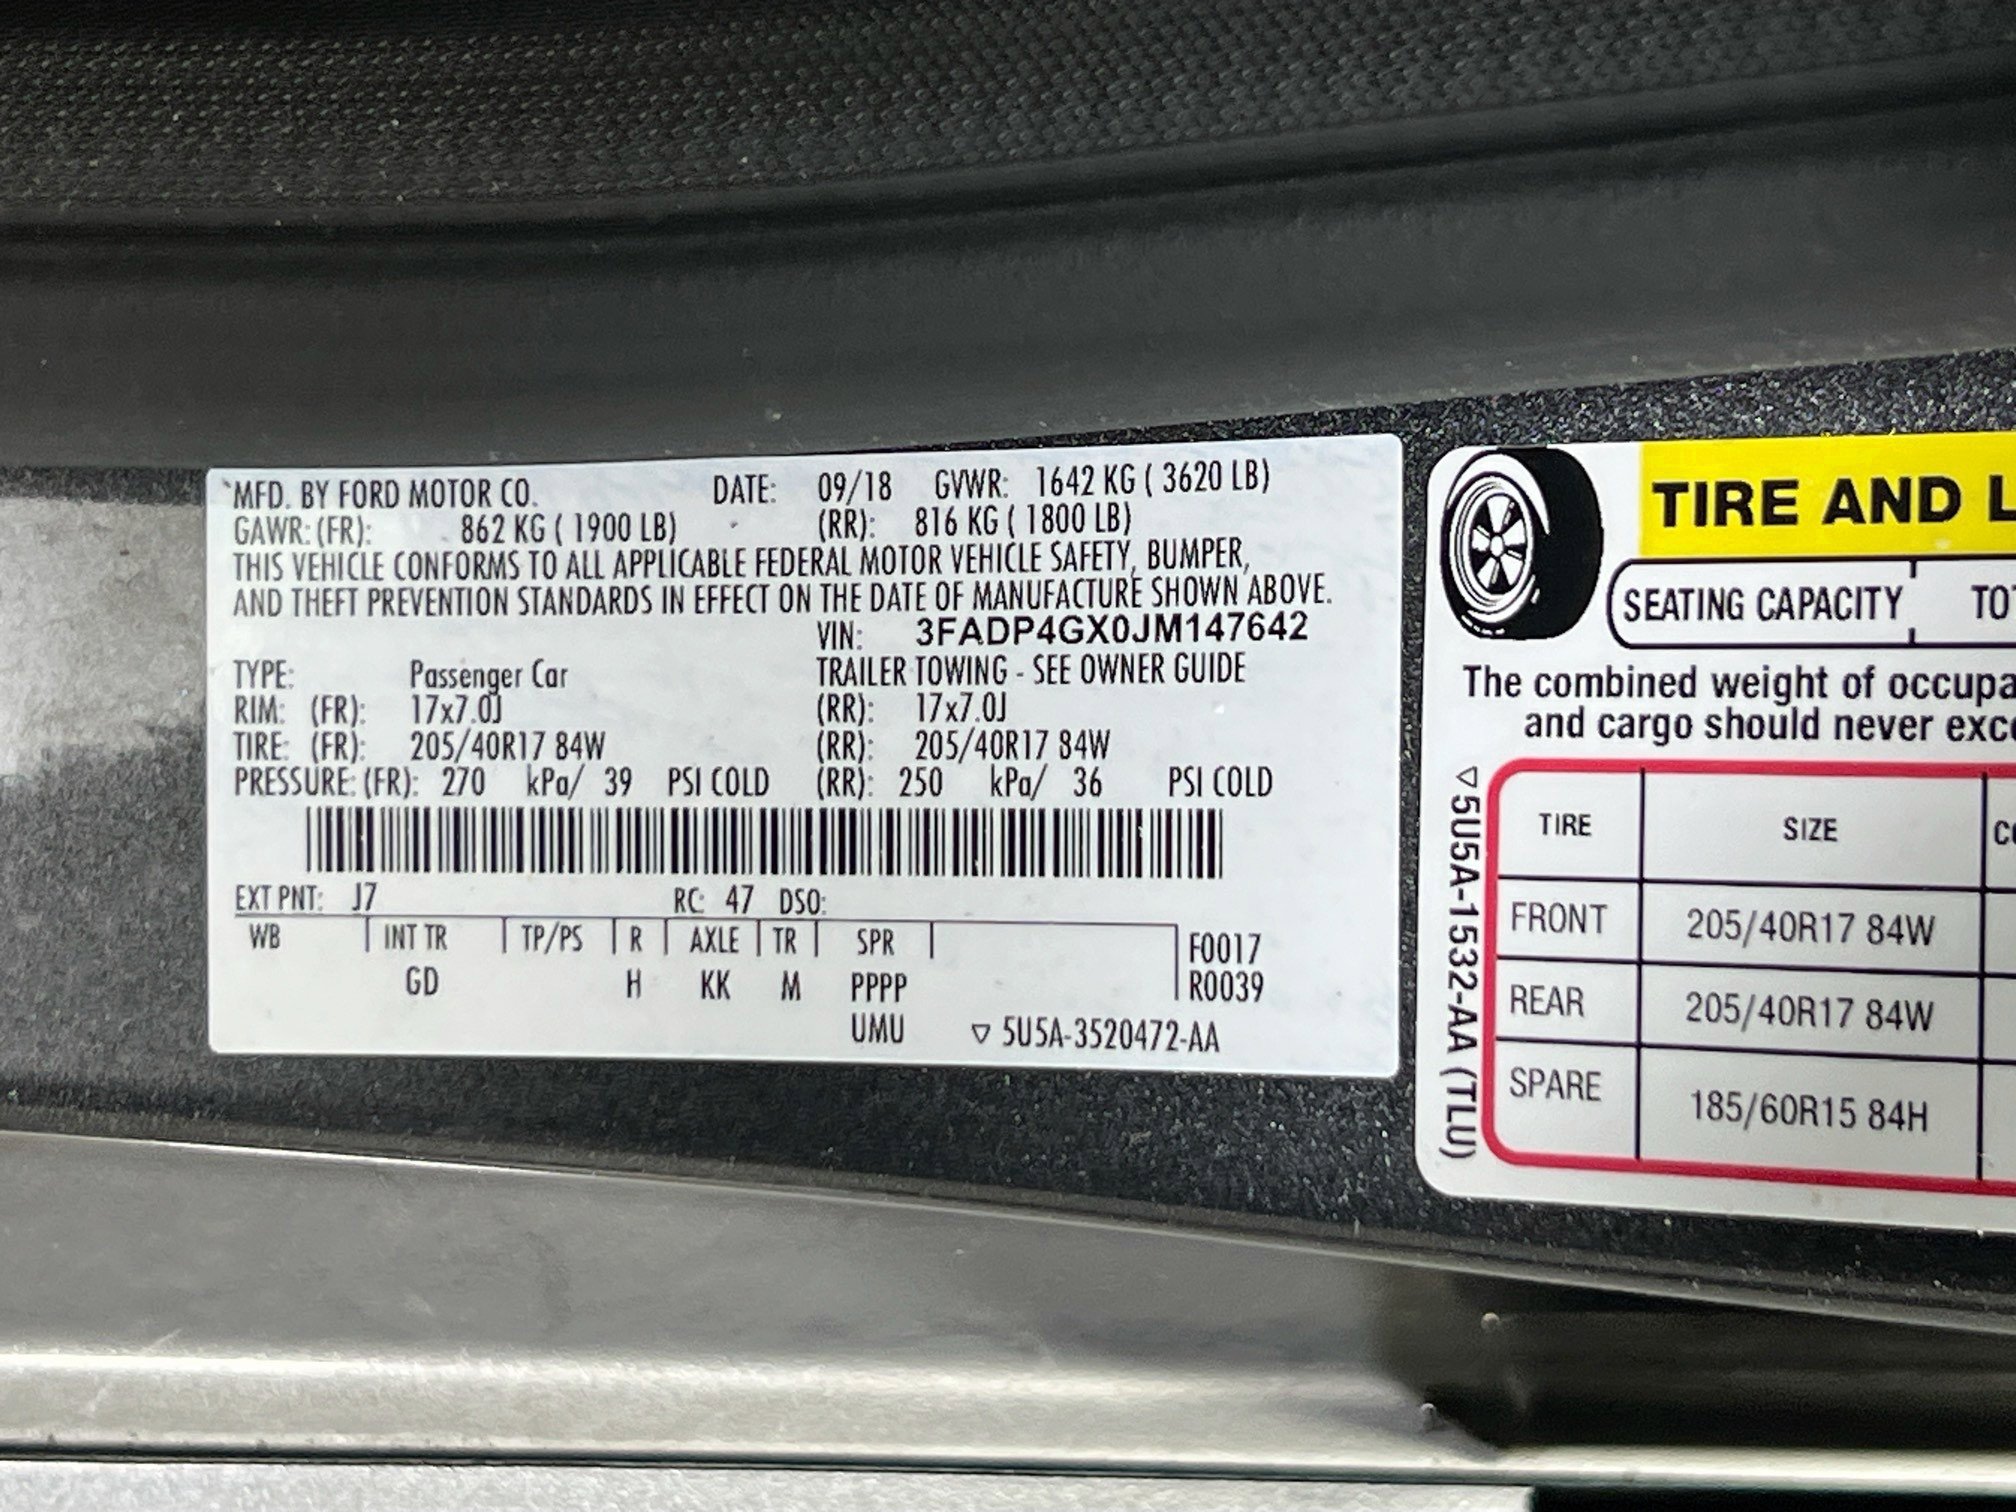 MFD. BY FORD MOTOR CO. DATE: 09/18 GVWR: 1642 KG ( 3620 LB)
GAWR: (FR): 862 KG ( 1900 LB) (RR): 816 KG ( 1800 LB)
THIS VEHICLE CONFORMS TO ALL APPLICABLE FEDERAL MOTOR VEHICLE SAFETY, BUMPER,
AND THEFT PREVENTION STANDARDS IN EFFECT ON THE DATE OF MANUFACTURE SHOWN ABOVE.
VIN: 3FADP4GX0JM147642
TYPE: Passenger Car TRAILER TOWING - SEE OWNER GUIDE
RIM: (FR): 17x7.0J (RR): 17x7.0J
TIRE: (FR): 205/40R17 84W (RR): 205/40R17 84W
PRESSURE: (FR): 270 kPa/ 39 PSI COLD (RR): 250 kPa/ 36 PSI COLD
EXT PNT: J7 RC: 47 DSO:
WB INT TR TP/PS R AXLE TR SPR F0017
GD H KK M PPPP R0039
UMU ▽ 5U5A-3520472-AA
TIRE AND L
SEATING CAPACITY TOT
The combined weight of occupa
and cargo should never exce
▽5U5A-1532-AA (TLU)
TIRE SIZE CO
FRONT 205/40R17 84W
REAR 205/40R17 84W
SPARE 185/60R15 84H